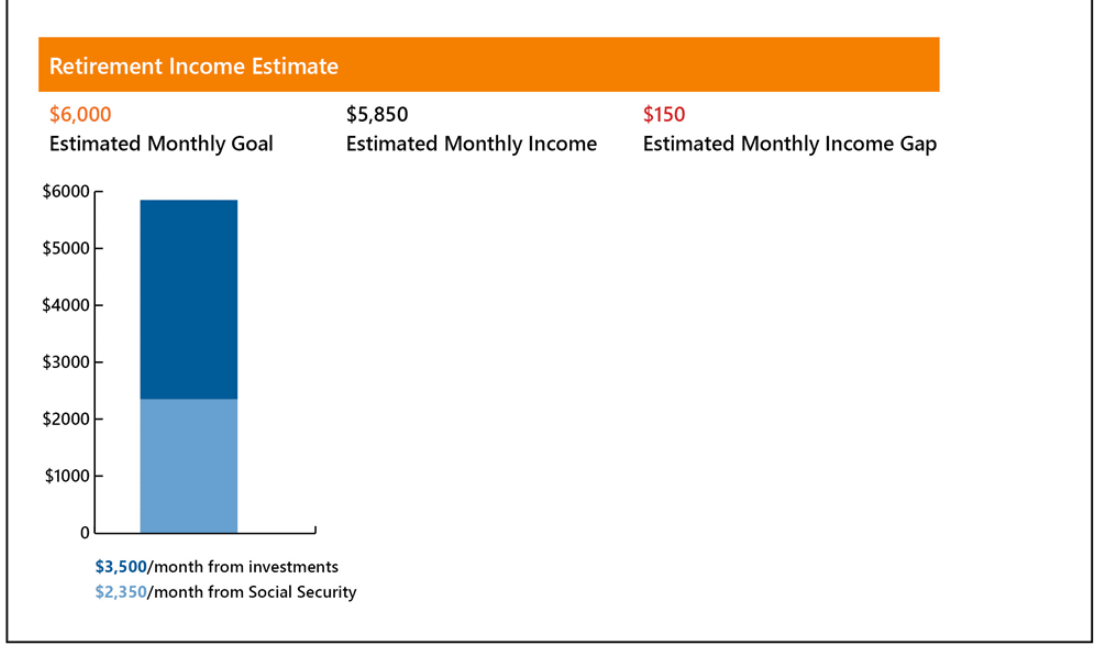 Retirement Income Estimate
$6,000
Estimated Monthly Goal
$5,850
Estimated Monthly Income
$150
Estimated Monthly Income Gap
$6000
$5000
$4000
$3000
$2000
$1000
0
$3,500/month from investments
$2,350/month from Social Security